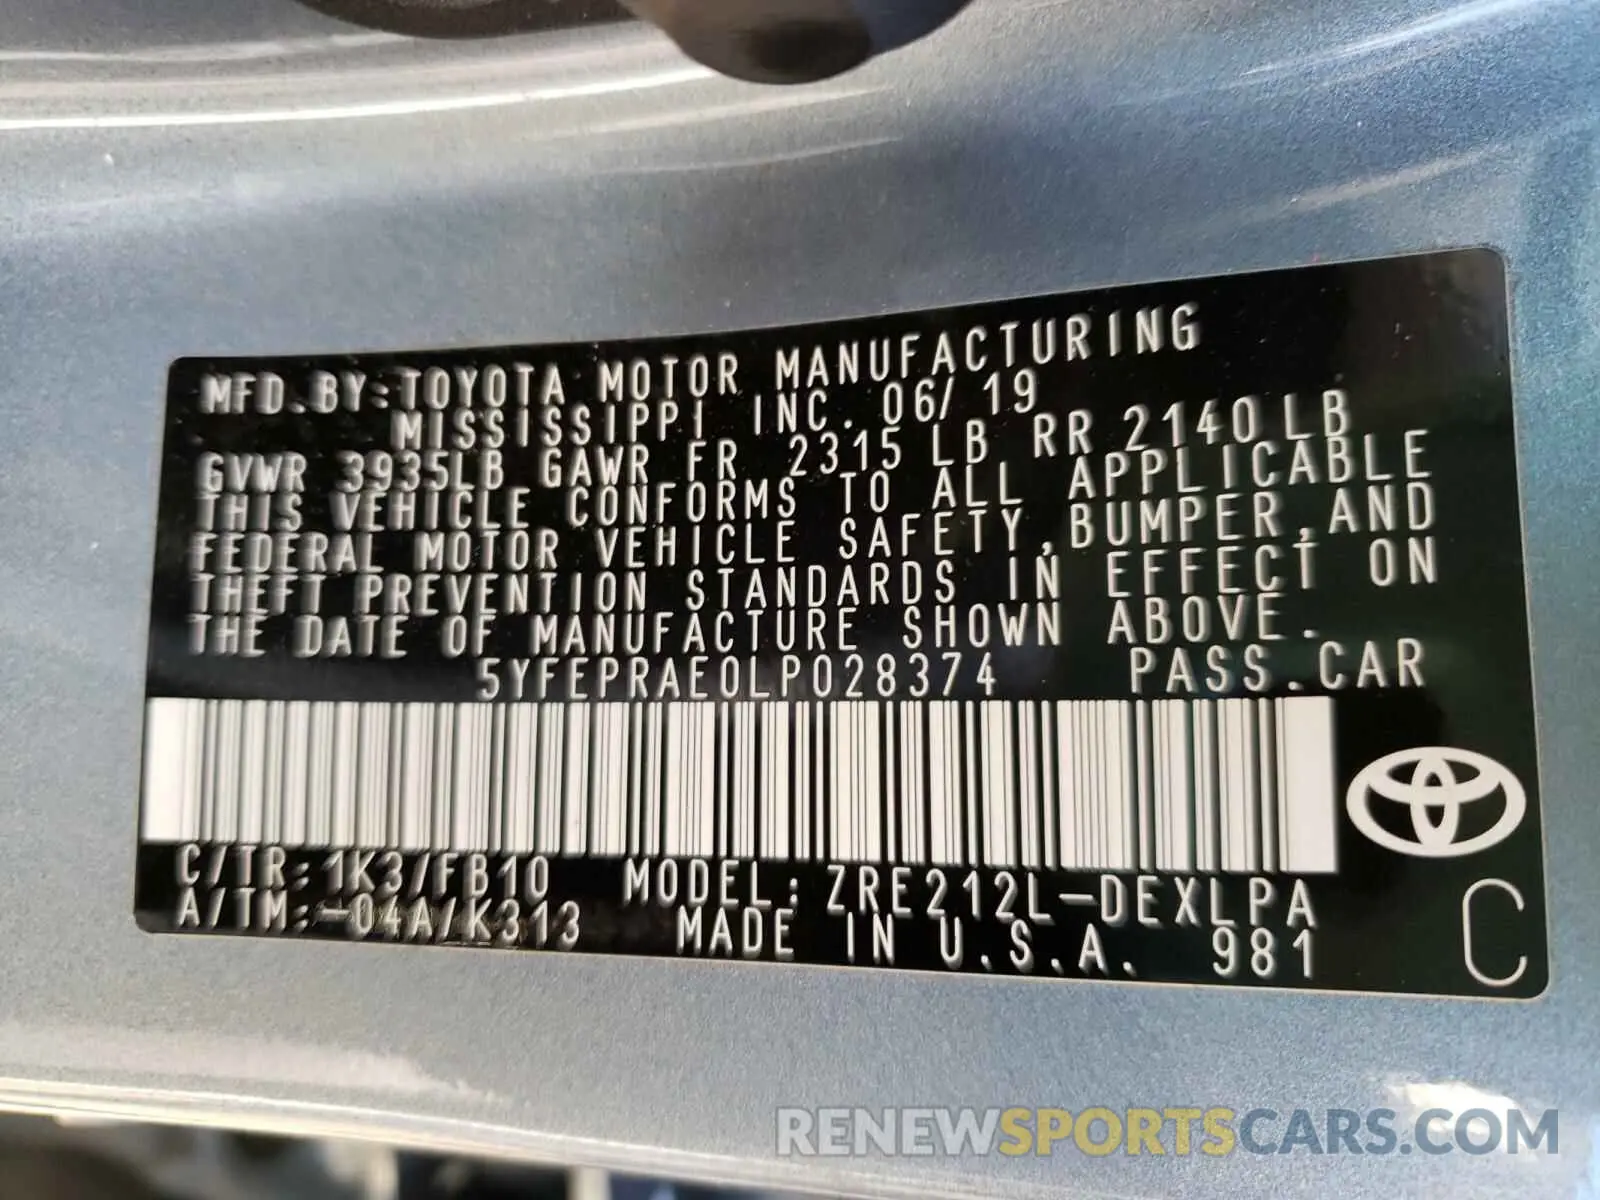 MFD.BY:TOYOTA MOTOR MANUFACTURING
MISSISSIPPI INC. 06/19
GVWR 3935LB GAWR FR 2315 LB RR 2140 LB
THIS VEHICLE CONFORMS TO ALL APPLICABLE
FEDERAL MOTOR VEHICLE SAFETY,BUMPER,AND
THEFT PREVENTION STANDARDS IN EFFECT ON
THE DATE OF MANUFACTURE SHOWN ABOVE.
5YFEPRAE0LP028374 PASS.CAR
C/TR:1K3/FB10 MODEL:ZRE212L-DEXLPA
A/TM:-04A/K313 MADE IN U.S.A. 981
C
RENEWSPORTSCARS.COM